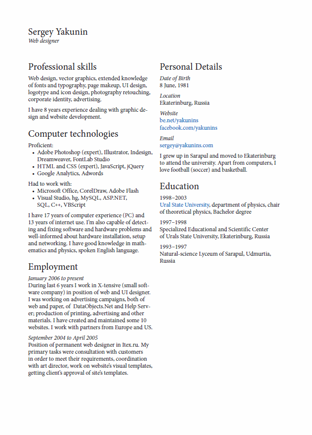 Sergey Yakunin
Web designer
Professional skills
Web design, vector graphics, extended knowledge
of fonts and typography, page makeup, UI design,
logotype and icon design, photography retouching,
corporate identity, advertising.
I have 8 years experience dealing with graphic de-
sign and website development.
Computer technologies
Proficient:
• Adobe Photoshop (expert), Illustrator, Indesign,
Dreamweaver, FontLab Studio
• HTML and CSS (expert), JavaScript, jQuery
• Google Analytics, Adwords
Had to work with:
• Microsoft Office, CorelDraw, Adobe Flash
• Visual Studio, hg, MySQL, ASP.NET,
SQL, C++, VBScript
I have 17 years of computer experience (PC) and
13 years of internet use. I'm also capable of detect-
ing and fixing software and hardware problems and
well-informed about hardware installation, setup
and networking. I have good knowledge in math-
ematics and physics, spoken English language.
Employment
January 2006 to present
During last 6 years I work in X-tensive (small soft-
ware company) in position of web and UI designer.
I was working on advertising campaigns, both of
web and paper, of DataObjects.Net and Help Serv-
er; production of printing, advertising and other
materials. I have created and maintained some 10
websites. I work with partners from Europe and US.
September 2004 to April 2005
Position of permanent web designer in Rex.ru. My
primary tasks were consultation with customers
in order to meet their requirements, coordination
with art director, work on website's visual templates,
getting client's approval of site's templates.
Personal Details
Date of Birth
8 June, 1981
Location
Ekaterinburg, Russia
Website
be.net/yakunins
facebook.com/yakunins
Email
sergey@yakunins.com
I grew up in Sarapul and moved to Ekaterinburg
to attend the university. Apart from computers, I
love football (soccer) and basketball.
Education
1998–2003
Ural State University, department of physics, chair
of theoretical physics, Bachelor degree
1997–1998
Specialized Educational and Scientific Center
of Urals State University, Ekaterinburg, Russia
1993–1997
Natural-science Lyceum of Sarapul, Udmurtia,
Russia